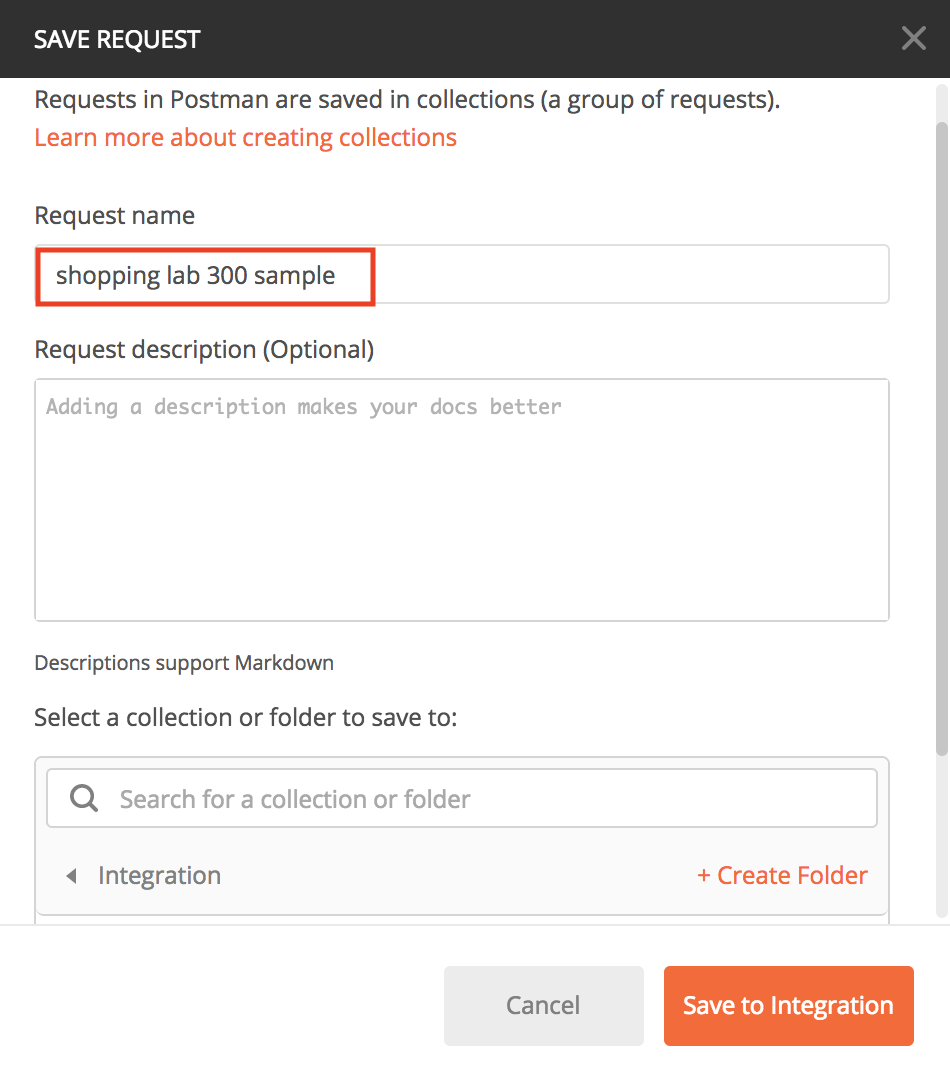 SAVE REQUEST
Requests in Postman are saved in collections (a group of requests).
Learn more about creating collections
Request name
shopping lab 300 sample
Request description (Optional)
Adding a description makes your docs better
Descriptions support Markdown
Select a collection or folder to save to:
Search for a collection or folder
Integration + Create Folder
Cancel Save to Integration